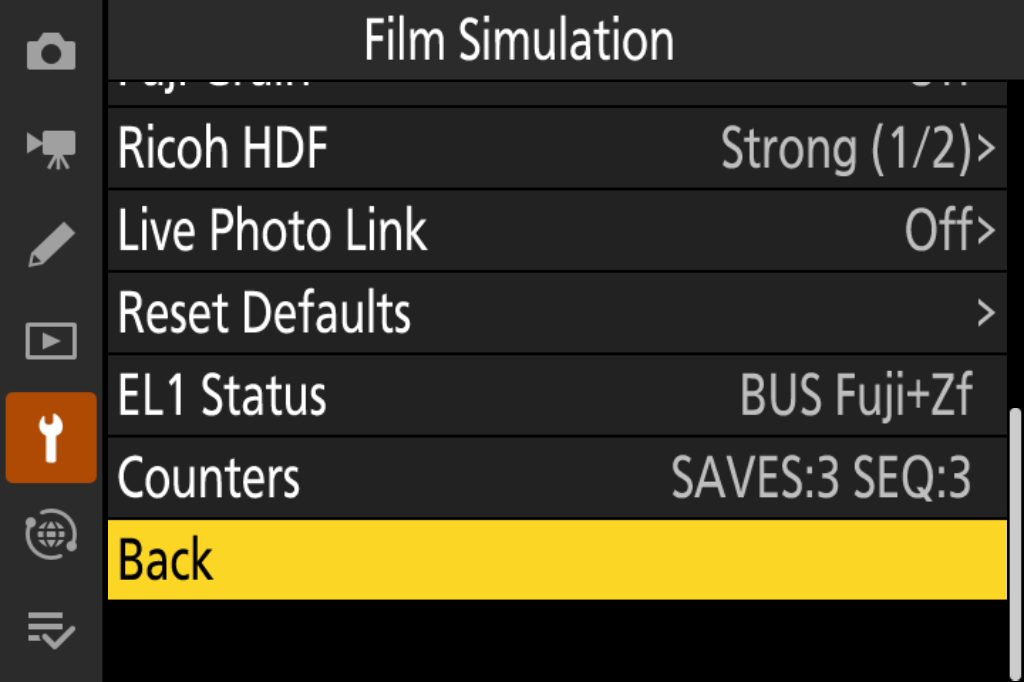 Film Simulation
Ricoh HDF Strong (1/2)>
Live Photo Link Off>
Reset Defaults >
EL1 Status BUS Fuji+Zf
Counters SAVES:3 SEQ:3
Back